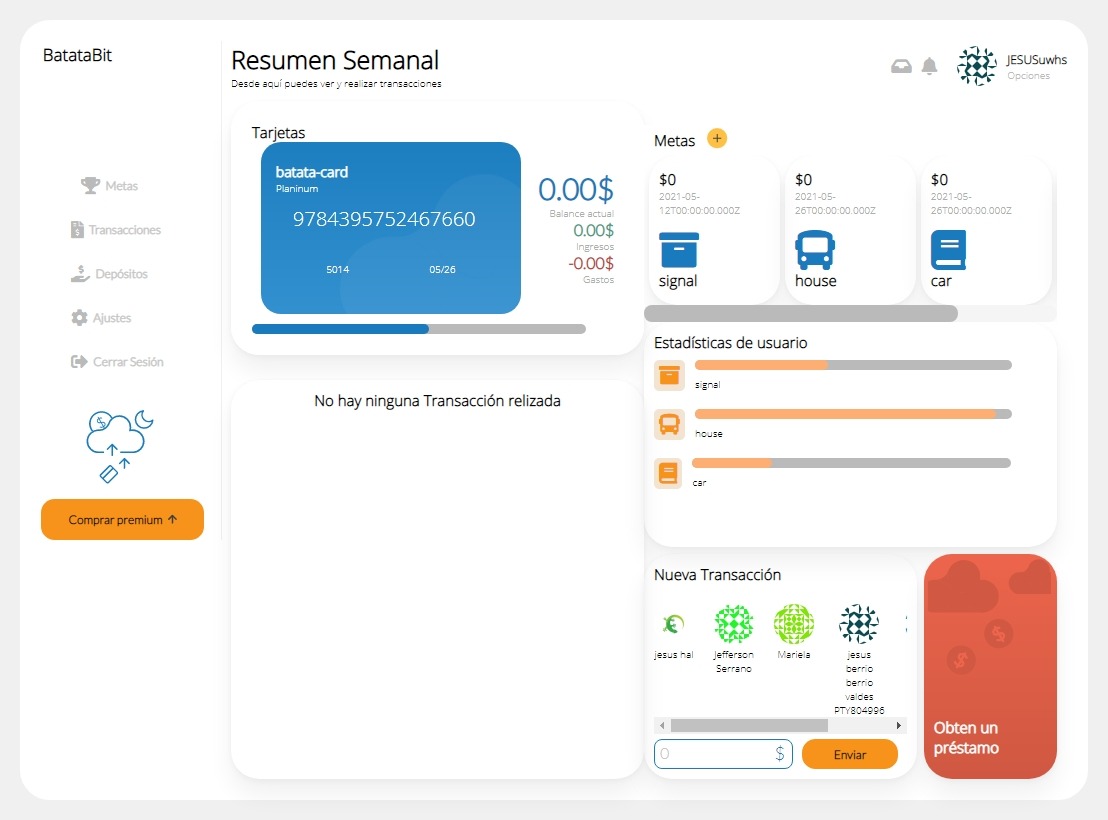 BatataBit
Metas
Transacciones
Depósitos
Ajustes
Cerrar Sesión
Comprar premium
Resumen Semanal
Desde aquí puedes ver y realizar transacciones
JESUSuwhs
Opciones
Tarjetas
batata-card
Planinum
9784395752467660
5014 05/26
0.00$
Balance actual
0.00$
Ingresos
-0.00$
Gastos
No hay ninguna Transacción relizada
Metas +
$0
2021-05-
12T00:00:00.000Z
signal
$0
2021-05-
26T00:00:00.000Z
house
$0
2021-05-
26T00:00:00.000Z
car
Estadísticas de usuario
signal
house
car
Nueva Transacción
jesus hal
Jefferson
Serrano
Mariela
jesus
berrio
berrio
valdes
PTY804996
0 $
Enviar
Obten un
préstamo